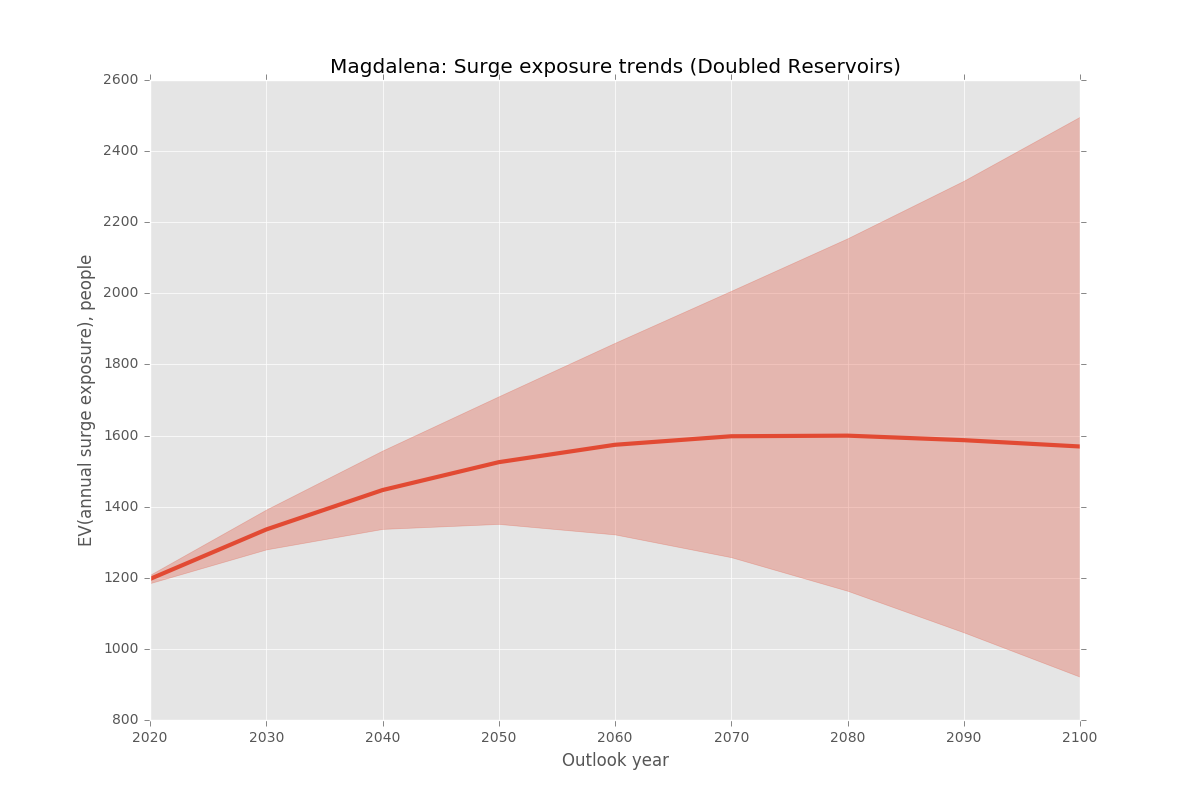 Magdalena: Surge exposure trends (Doubled Reservoirs)
2600
2400
2200
2000
1800
1600
1400
1200
1000
800
EV(annual surge exposure), people
2020 2030 2040 2050 2060 2070 2080 2090 2100
Outlook year